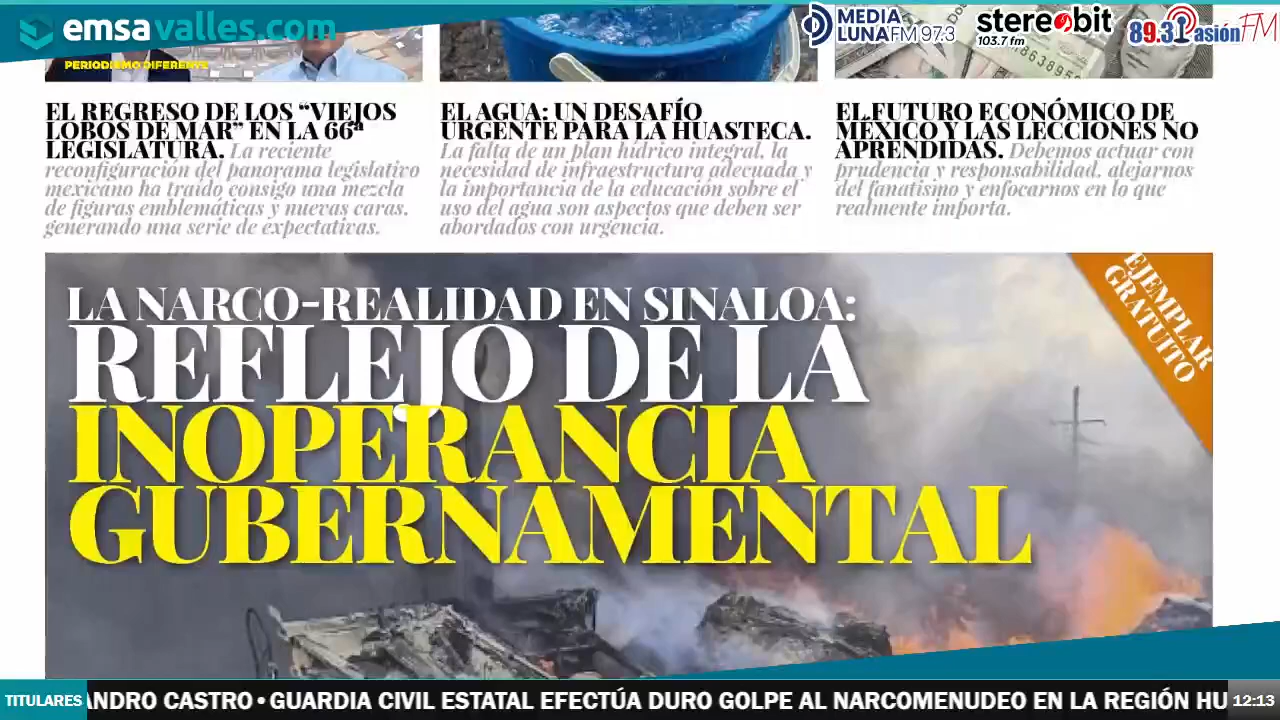 emsavalles.com
PERIODISMO DIFERENTE
MEDIA
LUNAFM 97.3
stereobit
103.7 fm
89.3 PasiónFM
EL REGRESO DE LOS “VIEJOS
LOBOS DE MAR” EN LA 66ª
LEGISLATURA. La reciente
reconfiguración del panorama legislativo
mexicano ha traído consigo una mezcla
de figuras emblemáticas y nuevas caras,
generando una serie de expectativas.
EL AGUA: UN DESAFÍO
URGENTE PARA LA HUASTECA.
La falta de un plan hídrico integral, la
necesidad de infraestructura adecuada y
la importancia de la educación sobre el
uso del agua son aspectos que deben ser
abordados con urgencia.
EL FUTURO ECONÓMICO DE
MÉXICO Y LAS LECCIONES NO
APRENDIDAS. Debemos actuar con
prudencia y responsabilidad, alejarnos
del fanatismo y enfocarnos en lo que
realmente importa.
LA NARCO-REALIDAD EN SINALOA:
REFLEJO DE LA
INOPERANCIA
GUBERNAMENTAL
EJEMPLAR
GRATUITO
TITULARES
ANDRO CASTRO • GUARDIA CIVIL ESTATAL EFECTÚA DURO GOLPE AL NARCOMENUDEO EN LA REGIÓN HU
12:13